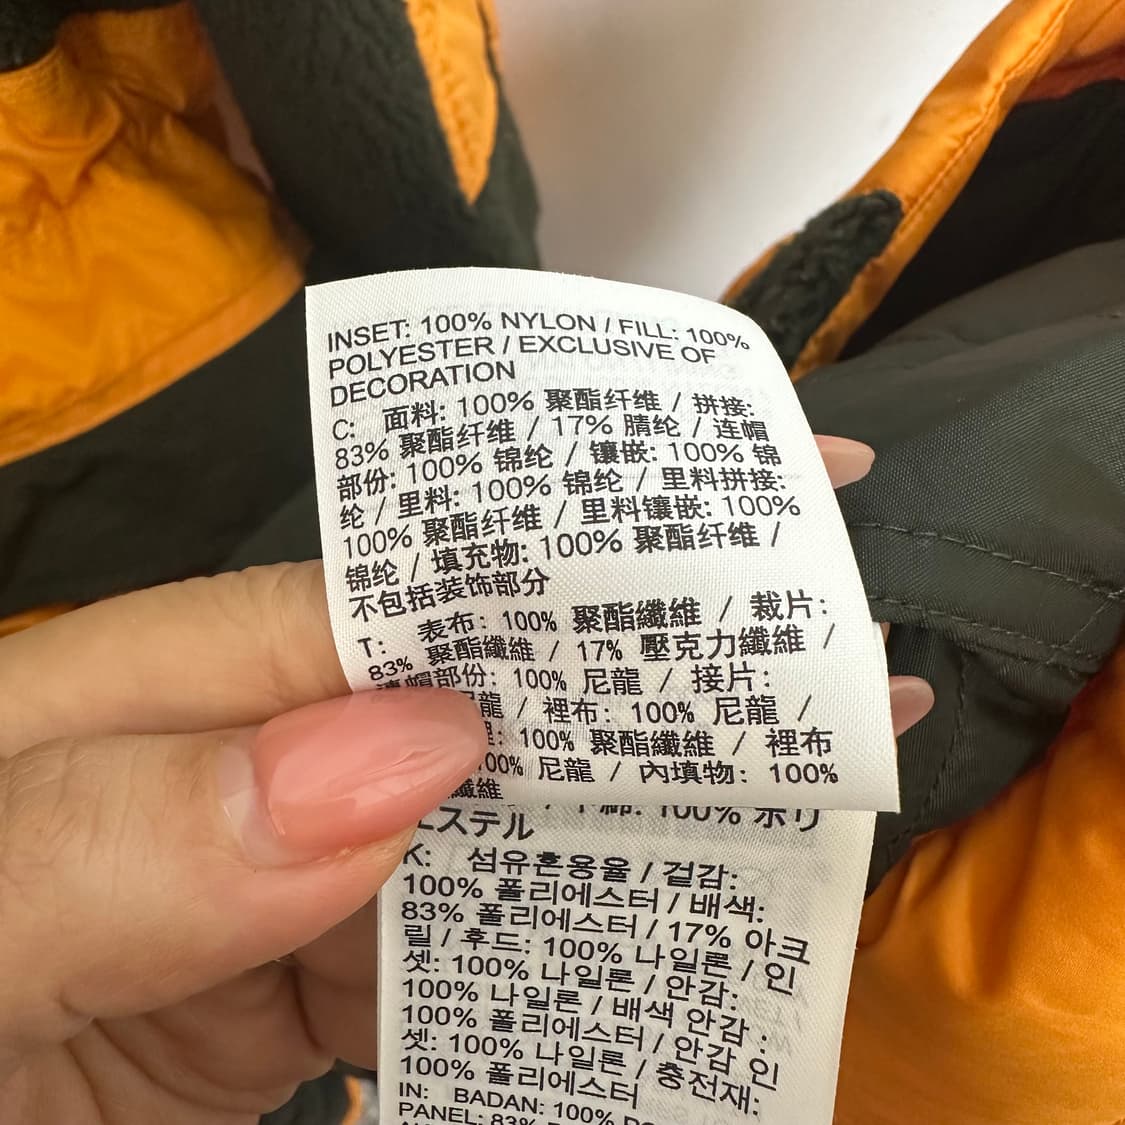 INSET: 100% NYLON / FILL: 100%
POLYESTER / EXCLUSIVE OF
DECORATION
C: 面料: 100% 聚酯纤维 / 拼接:
83% 聚酯纤维 / 17% 腈纶 / 连帽
部份: 100% 锦纶 / 镶嵌: 100% 锦
纶 / 里料: 100% 锦纶 / 里料拼接:
100% 聚酯纤维 / 里料镶嵌: 100%
锦纶 / 填充物: 100% 聚酯纤维 /
不包括装饰部分
T: 表布: 100% 聚酯纖維 / 裁片:
83% 聚酯纖維 / 17% 壓克力纖維 /
連帽部份: 100% 尼龍 / 接片:
龍 / 裡布: 100% 尼龍 /
: 100% 聚酯纖維 / 裡布
100% 尼龍 / 內填物: 100%
纖維
100% ポリ
エステル
K: 섬유혼용율 / 겉감:
100% 폴리에스터 / 배색:
83% 폴리에스터 / 17% 아크
릴 / 후드: 100% 나일론 / 인
셋: 100% 나일론 / 안감:
100% 나일론 / 배색 안감 :
100% 폴리에스터 / 안감 인
셋: 100% 나일론 / 충전재:
100% 폴리에스터
IN: BADAN: 100%
PANEL: 83%